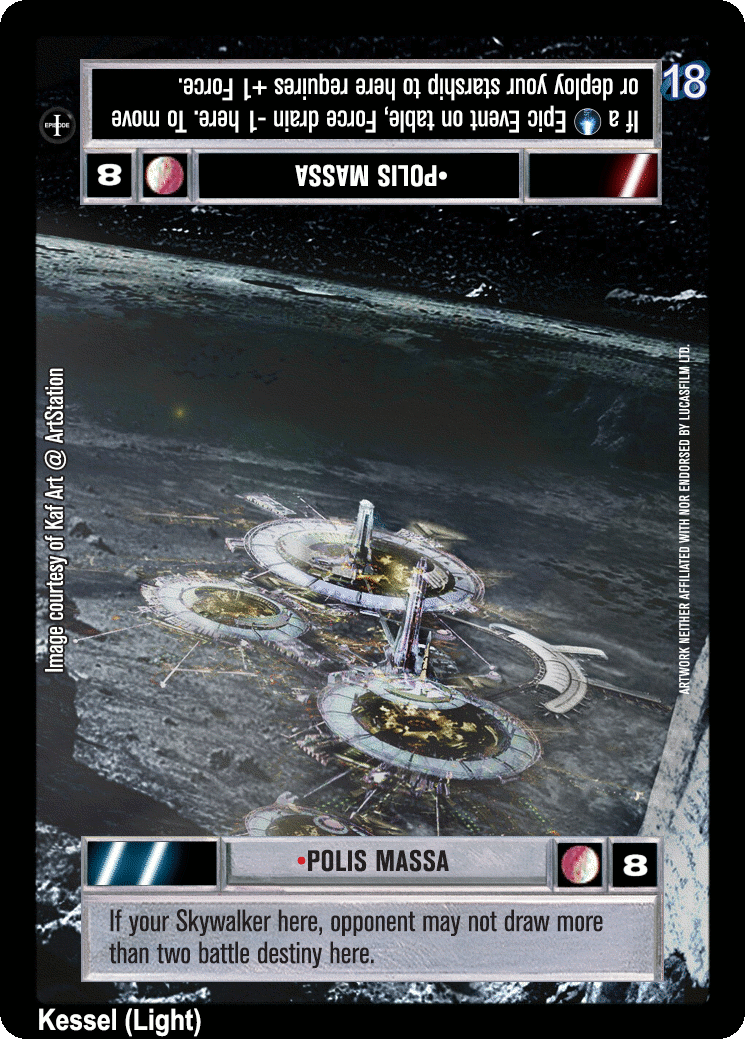 18
If a Epic Event on table, Force drain -1 here. To move
or deploy your starship to here requires +1 Force.
EPISODE
I
8
•POLIS MASSA
Image courtesy of Kaf Art @ ArtStation
ARTWORK NEITHER AFFILIATED WITH NOR ENDORSED BY LUCASFILM LTD.
•POLIS MASSA
8
If your Skywalker here, opponent may not draw more
than two battle destiny here.
Kessel (Light)